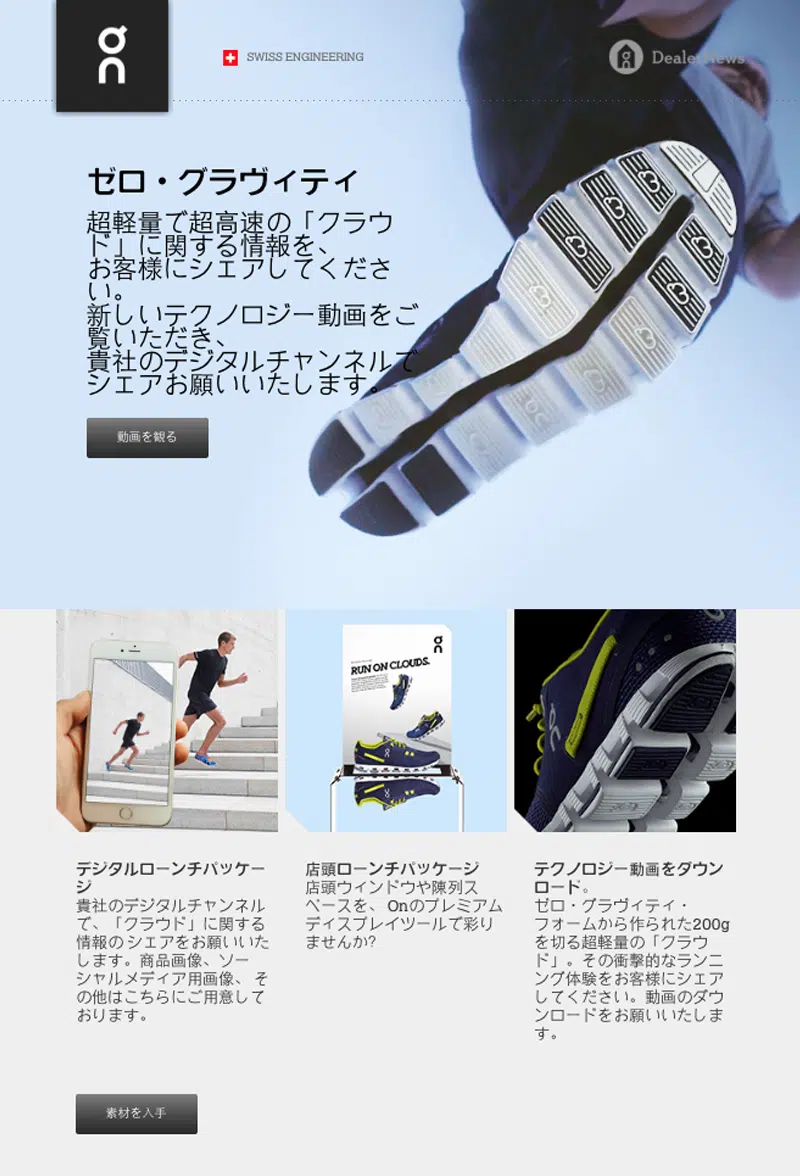 on
SWISS ENGINEERING
Dealer News
ゼロ・グラヴィティ
超軽量で超高速の「クラウ
ド」に関する情報を、
お客様にシェアしてくださ
い。
新しいテクノロジー動画をご
覧いただき、
貴社のデジタルチャンネルで
シェアお願いいたします。
動画を観る
on
RUN ON CLOUDS.
デジタルローンチパッケー
ジ
貴社のデジタルチャンネル
で、「クラウド」に関する
情報のシェアをお願いいた
します。商品画像、ソー
シャルメディア用画像、そ
の他はこちらにご用意して
おります。
店頭ローンチパッケージ
店頭ウィンドウや陳列ス
ペースを、Onのプレミアム
ディスプレイツールで彩り
ませんか?
テクノロジー動画をダウン
ロード。
ゼロ・グラヴィティ・
フォームから作られた200g
を切る超軽量の「クラウ
ド」。その衝撃的なランニ
ング体験をお客様にシェア
してください。動画のダウ
ンロードをお願いいたしま
す。
素材を入手